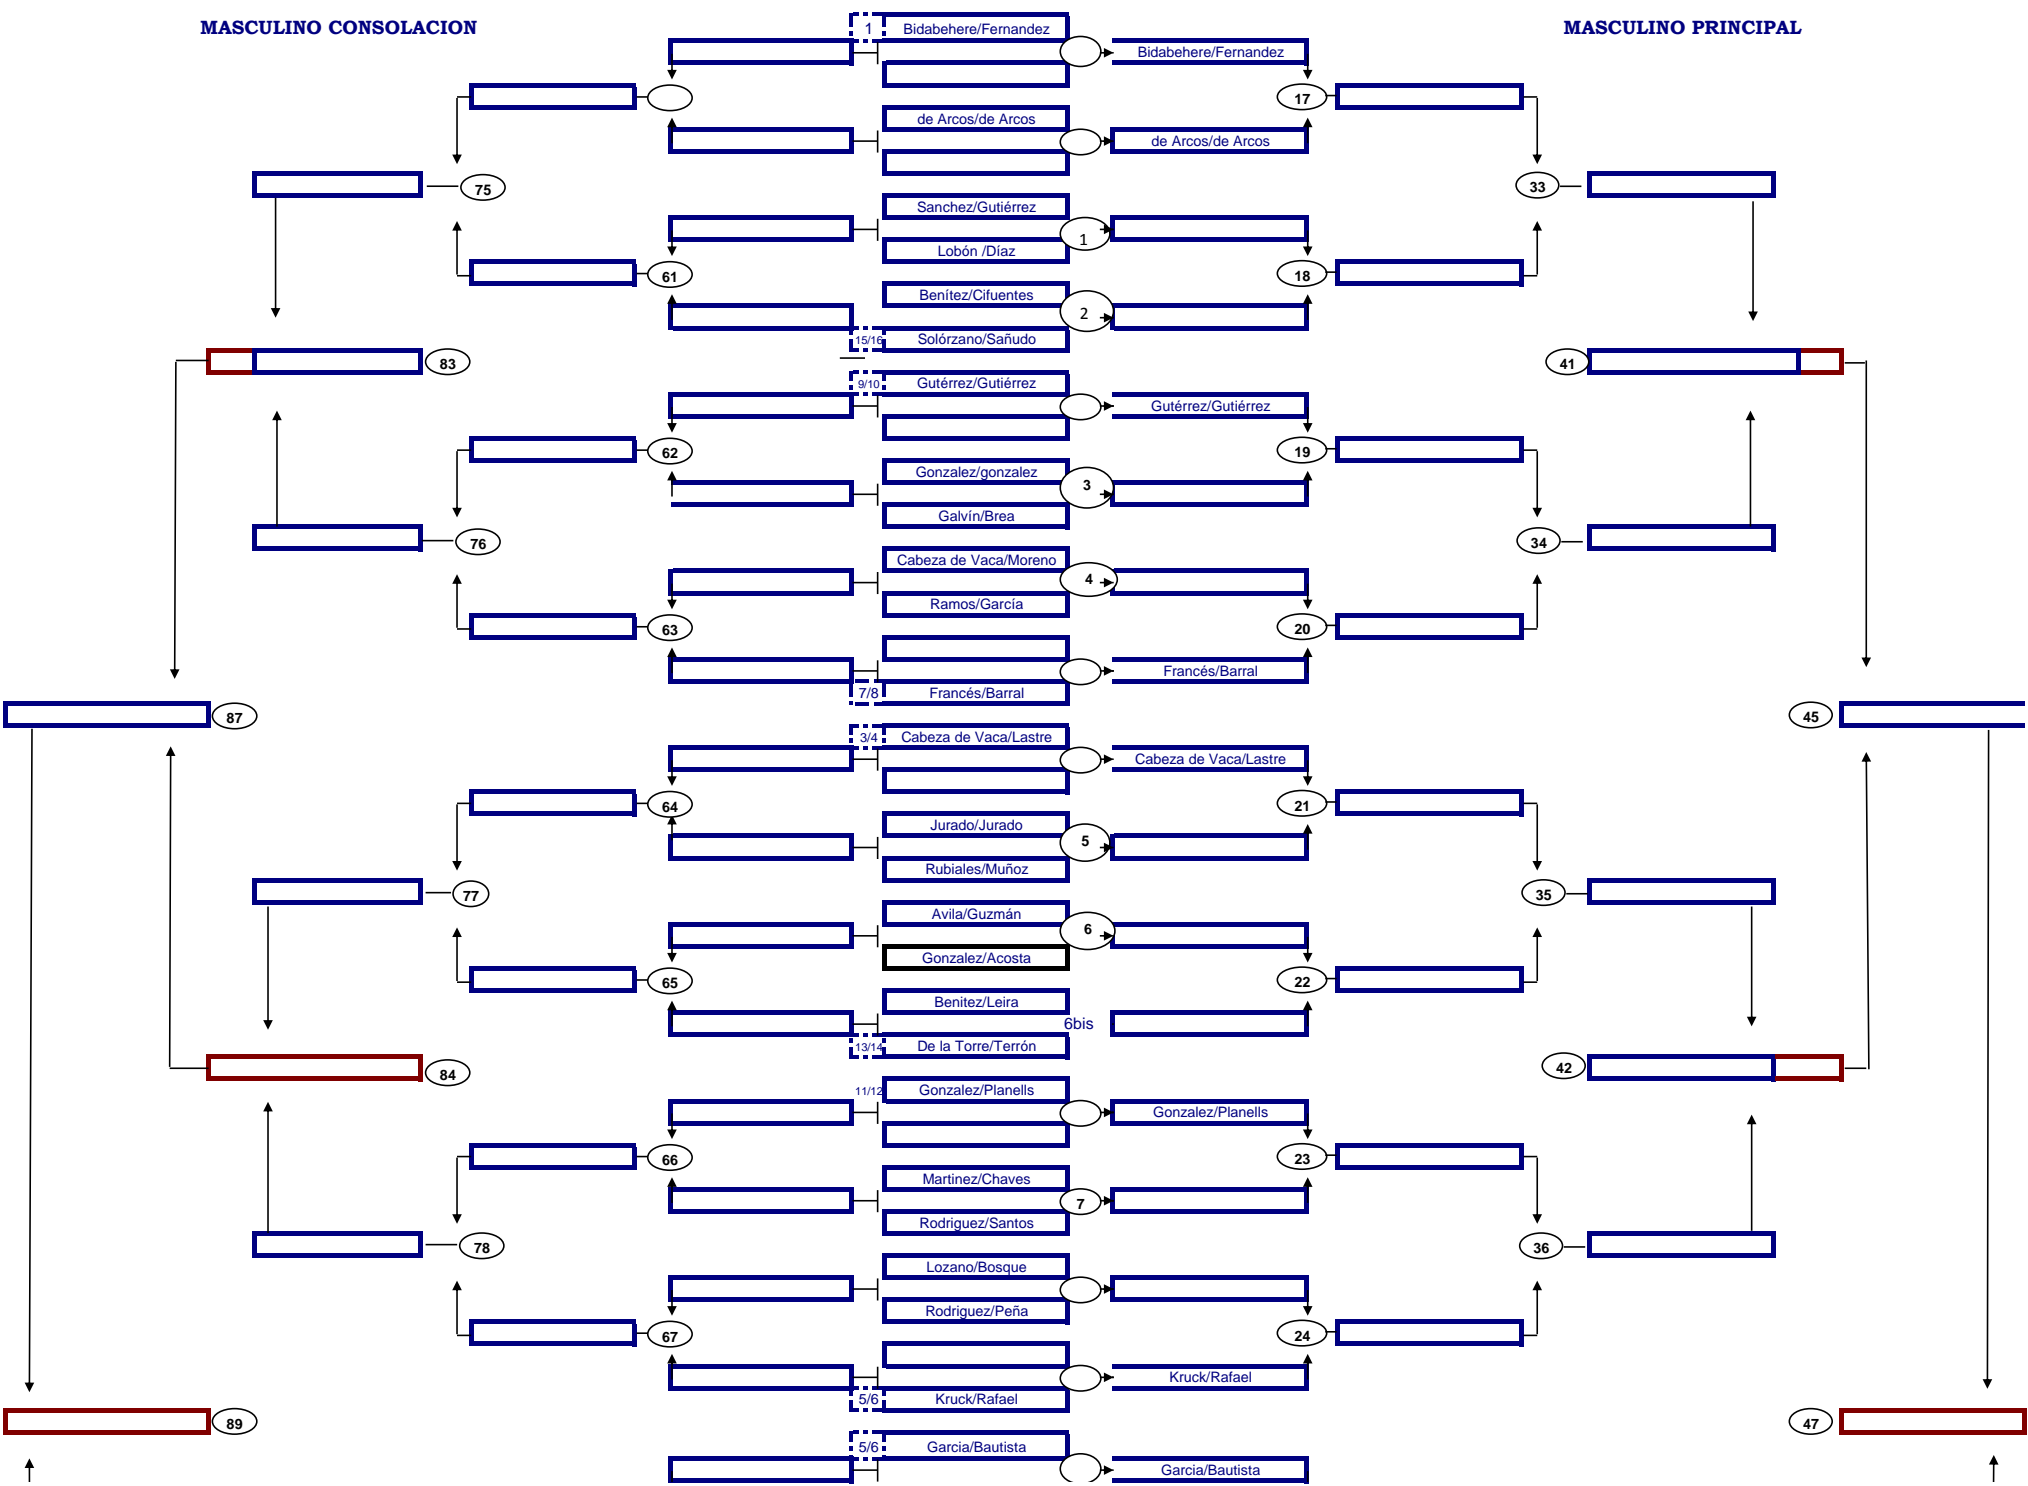 MASCULINO CONSOLACION
MASCULINO PRINCIPAL
1 Bidabehere/Fernandez
Bidabehere/Fernandez
17
de Arcos/de Arcos
de Arcos/de Arcos
75
33
Sanchez/Gutiérrez
1
Lobón /Díaz
61
18
Benítez/Cifuentes
2
15/16 Solórzano/Sañudo
83
41
9/10 Gutérrez/Gutiérrez
Gutérrez/Gutiérrez
62
19
Gonzalez/gonzalez
3
Galvín/Brea
76
34
Cabeza de Vaca/Moreno
4
Ramos/García
63
20
Francés/Barral
7/8 Francés/Barral
87
45
3/4 Cabeza de Vaca/Lastre
Cabeza de Vaca/Lastre
64
21
Jurado/Jurado
5
Rubiales/Muñoz
77
35
Avila/Guzmán
6
Gonzalez/Acosta
65
22
Benitez/Leira
6bis
13/14 De la Torre/Terrón
84
42
11/12 Gonzalez/Planells
Gonzalez/Planells
66
23
Martinez/Chaves
7
Rodriguez/Santos
78
36
Lozano/Bosque
Rodriguez/Peña
67
24
Kruck/Rafael
5/6 Kruck/Rafael
89
47
5/6 Garcia/Bautista
Garcia/Bautista